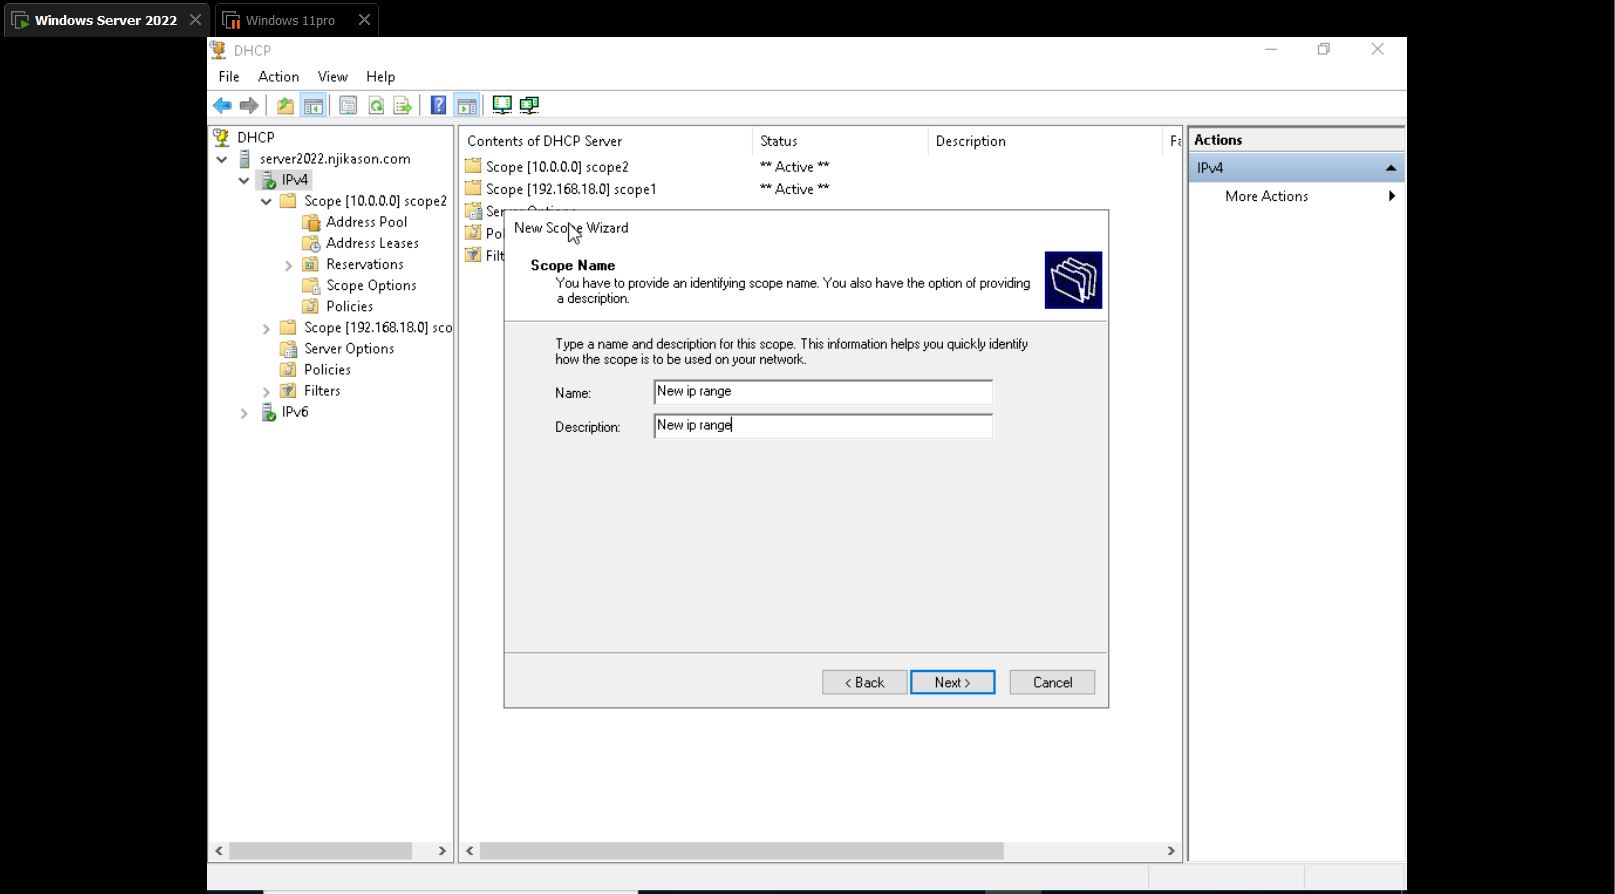 Windows Server 2022
Windows 11pro
DHCP
File Action View Help
DHCP
server2022.njikason.com
IPv4
Scope [10.0.0.0] scope2
Address Pool
Address Leases
Reservations
Scope Options
Policies
Scope [192.168.18.0] sco
Server Options
Policies
Filters
IPv6
Contents of DHCP Server Status Description
Scope [10.0.0.0] scope2 ** Active **
Scope [192.168.18.0] scope1 ** Active **
Server Options
Pol
Filt
Actions
IPv4
More Actions
New Scope Wizard
Scope Name
You have to provide an identifying scope name. You also have the option of providing
a description.
Type a name and description for this scope. This information helps you quickly identify
how the scope is to be used on your network.
Name: New ip range
Description: New ip range
< Back Next > Cancel